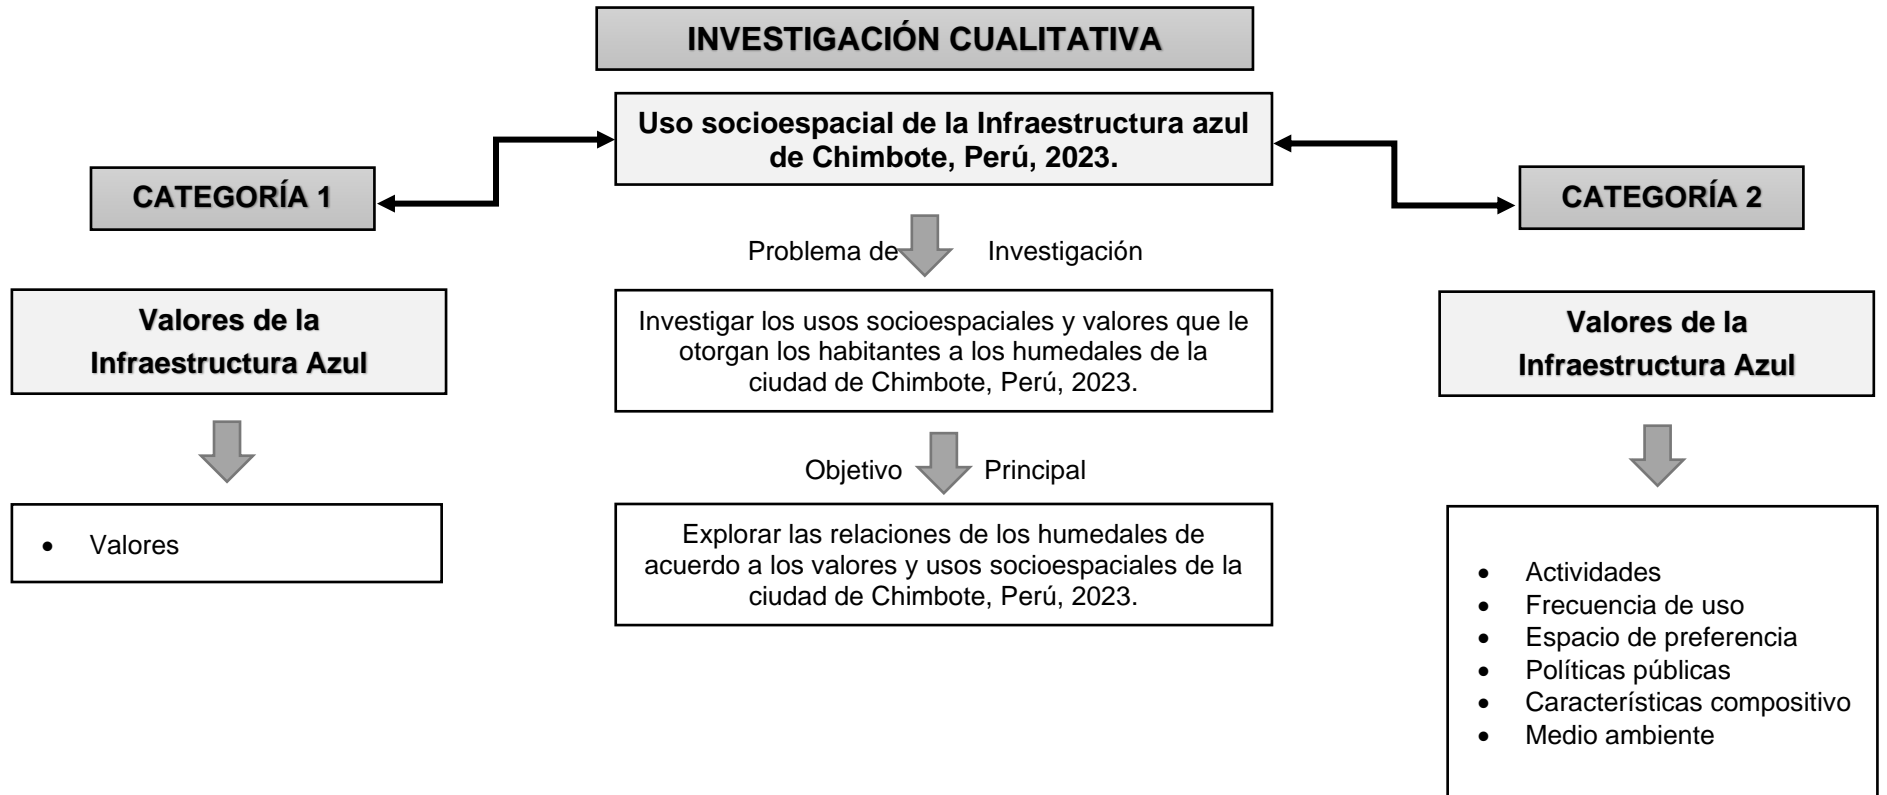 INVESTIGACIÓN CUALITATIVA
Uso socioespacial de la Infraestructura azul
de Chimbote, Perú, 2023.
CATEGORÍA 1
CATEGORÍA 2
Problema de Investigación
Valores de la
Infraestructura Azul
Investigar los usos socioespaciales y valores que le
otorgan los habitantes a los humedales de la
ciudad de Chimbote, Perú, 2023.
Valores de la
Infraestructura Azul
Objetivo Principal
• Valores
Explorar las relaciones de los humedales de
acuerdo a los valores y usos socioespaciales de la
ciudad de Chimbote, Perú, 2023.
• Actividades
• Frecuencia de uso
• Espacio de preferencia
• Políticas públicas
• Característícas compositivo
• Medio ambiente